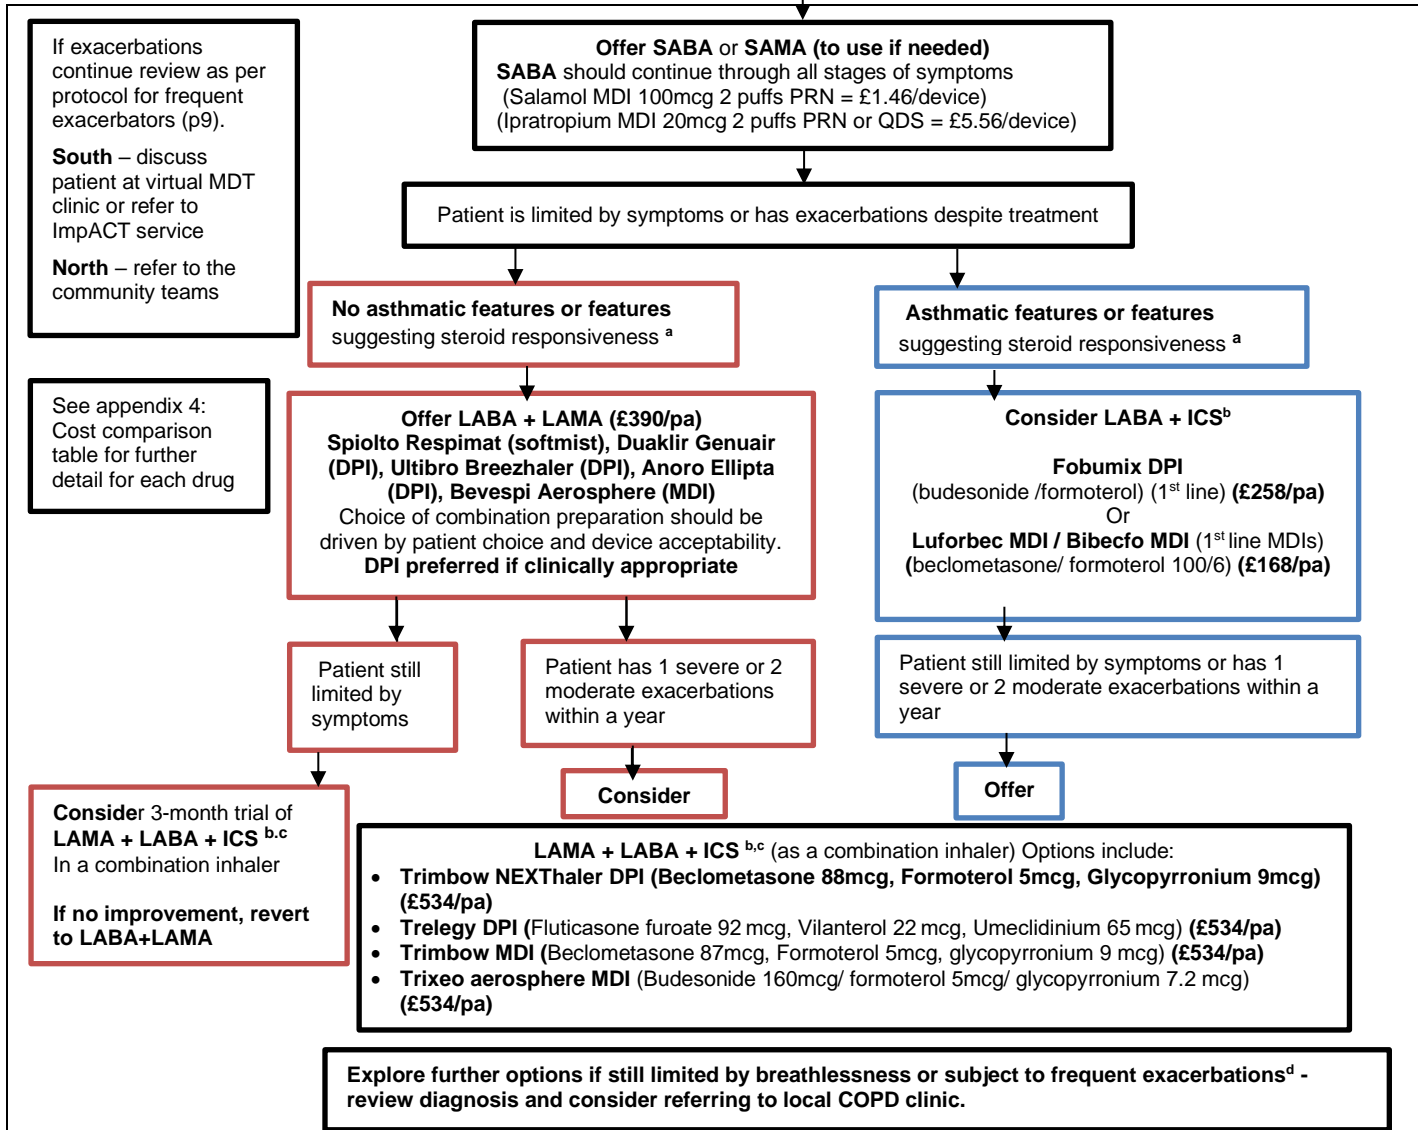 If exacerbations
continue review as per
protocol for frequent
exacerbators (p9).
South – discuss
patient at virtual MDT
clinic or refer to
ImpACT service
North – refer to the
community teams
Offer SABA or SAMA (to use if needed)
SABA should continue through all stages of symptoms
(Salamol MDI 100mcg 2 puffs PRN = £1.46/device)
(Ipratropium MDI 20mcg 2 puffs PRN or QDS = £5.56/device)
Patient is limited by symptoms or has exacerbations despite treatment
No asmathic features or features
suggesting steroid responsiveness a
Asthmatic features or features
suggesting steroid responsiveness a
See appendix 4:
Cost comparison
table for further
detail for each drug
Offer LABA + LAMA (£390/pa)
Spiolto Respimat (softmist), Duaklir Genuair
(DPI), Ultibro Breezhaler (DPI), Anoro Ellipta
(DPI), Bevespi Aerosphere (MDI)
Choice of combination preparation should be
driven by patient choice and device acceptability.
DPI preferred if clinically appropriate
Consider LABA + ICS b
Fobumix DPI
(budesonide /formoterol) (1st line) (£258/pa)
Or
Luforbec MDI / Bibecfo MDI (1st line MDIs)
(beclometasone/ formoterol 100/6) (£168/pa)
Patient still
limited by
symptoms
Patient has 1 severe or 2
moderate exacerbations
within a year
Patient still limited by symptoms or has 1
severe or 2 moderate exacerbations within a
year
Consider 3-month trial of
LAMA + LABA + ICS b.c
In a combination inhaler
If no improvement, revert
to LABA+LAMA
Consider
Offer
LAMA + LABA + ICS b,c (as a combination inhaler) Options include:
• Trimbow NEXThaler DPI (Beclometasone 88mcg, Formoterol 5mcg, Glycopyrronium 9mcg)
(£534/pa)
• Trelegy DPI (Fluticasone furoate 92 mcg, Vilanterol 22 mcg, Umeclidinium 65 mcg) (£534/pa)
• Trimbow MDI (Beclometasone 87mcg, Formoterol 5mcg, glycopyrronium 9 mcg) (£534/pa)
• Trixeo aerosphere MDI (Budesonide 160mcg/ formoterol 5mcg/ glycopyrronium 7.2 mcg)
(£534/pa)
Explore further options if still limited by breathlessness or subject to frequent exacerbations d -
review diagnosis and consider referring to local COPD clinic.